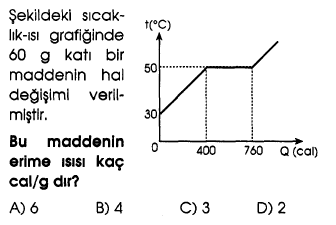 Şekildeki sıcak-
lık-ısı grafiğinde
60 g katı bir
maddenin hal
değişimi veril-
miştir.
Bu maddenin
erime ısısı kaç
cal/g dır?
t(°C)
50
30
0
400
760
Q (cal)
A) 6 B) 4 C) 3 D) 2